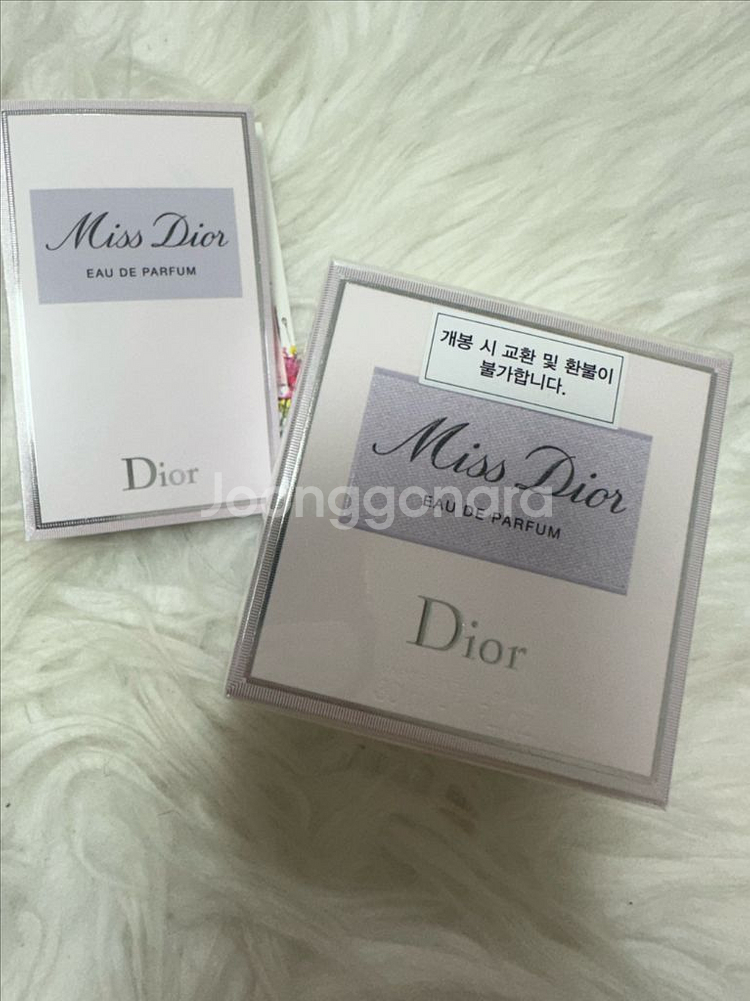 Miss Dior
EAU DE PARFUM
Dior
개봉 시 교환 및 환불이
불가합니다.
Miss Dior
EAU DE PARFUM
Dior
Joonggonara